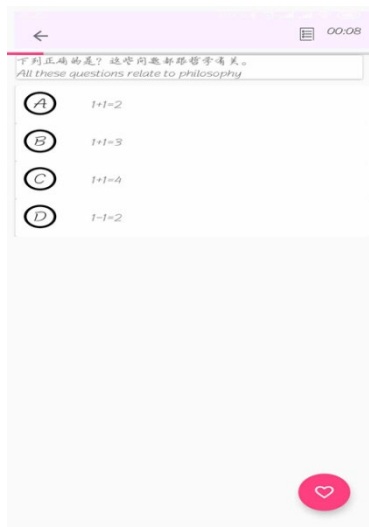 00:08
下列正确的是？这些问题都跟哲学有关。
All these questions relate to philosophy
A 1+1=2
B 1+1=3
C 1+1=4
D 1-1=2